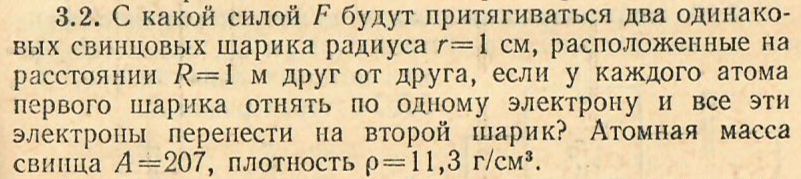 3.2. С какой силой F будут притягиваться два одинако-
вых свинцовых шарика радиуса r=1 см, расположенные на
расстоянии R=1 м друг от друга, если у каждого атома
первого шарика отнять по одному электрону и все эти
электроны перенести на второй шарик? Атомная масса
свинца A=207, плотность ρ=11,3 г/см³.